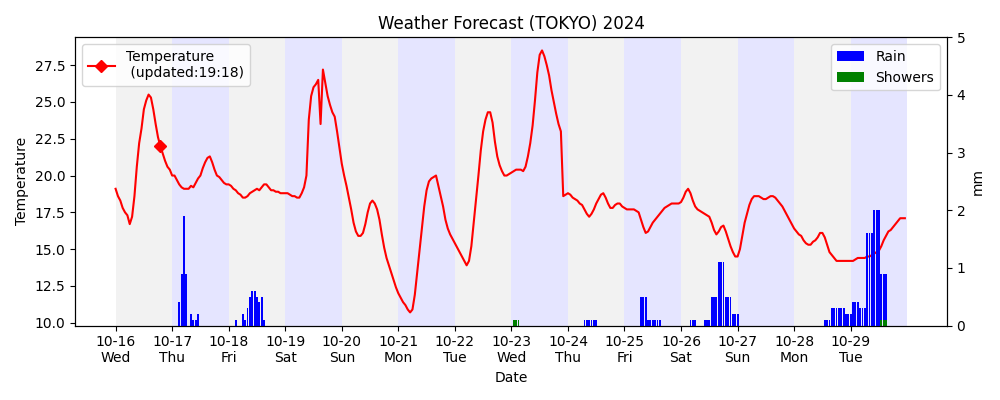 Weather Forecast (TOKYO) 2024
Temperature
(updated:19:18)
Rain
Showers
Temperature
27.5
25.0
22.5
20.0
17.5
15.0
12.5
10.0
5
4
3
2
1
0
mm
10-16 10-17 10-18 10-19 10-20 10-21 10-22 10-23 10-24 10-25 10-26 10-27 10-28 10-29
Wed Thu Fri Sat Sun Mon Tue Wed Thu Fri Sat Sun Mon Tue
Date